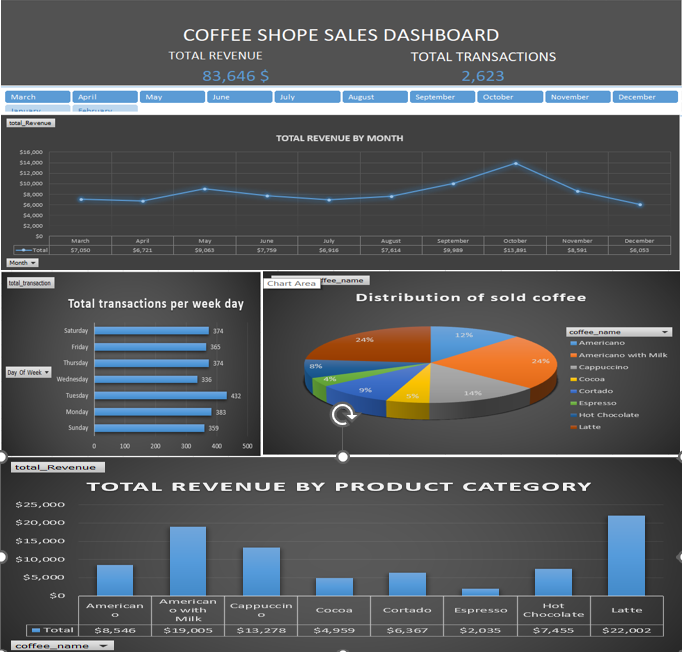 COFFEE SHOPE SALES DASHBOARD
TOTAL REVENUE TOTAL TRANSACTIONS
83,646 $ 2,623
March April May June July August September October November December
January February
total_Revenue
TOTAL REVENUE BY MONTH
$16,000
$14,000
$12,000
$10,000
$8,000
$6,000
$4,000
$2,000
$0
March April May June July August September October November December
Total $7,050 $6,721 $9,063 $7,759 $6,916 $7,614 $9,989 $13,891 $8,591 $6,053
Month
total_transaction
Total transactions per week day
Day Of Week
Saturday 374
Friday 365
Thursday 374
Wednesday 336
Tuesday 432
Monday 383
Sunday 359
0 100 200 300 400 500
Chart Area
ffee_name
Distribution of sold coffee
12%
24%
14%
5%
9%
4%
8%
24%
coffee_name
Americano
Americano with Milk
Cappuccino
Cocoa
Cortado
Espresso
Hot Chocolate
Latte
total_Revenue
TOTAL REVENUE BY PRODUCT CATEGORY
$25,000
$20,000
$15,000
$10,000
$5,000
$0
American
o
American
o with
Milk
Cappuccin
o
Cocoa
Cortado
Espresso
Hot
Chocolate
Latte
Total $8,546 $19,005 $13,278 $4,959 $6,367 $2,035 $7,455 $22,002
coffee_name